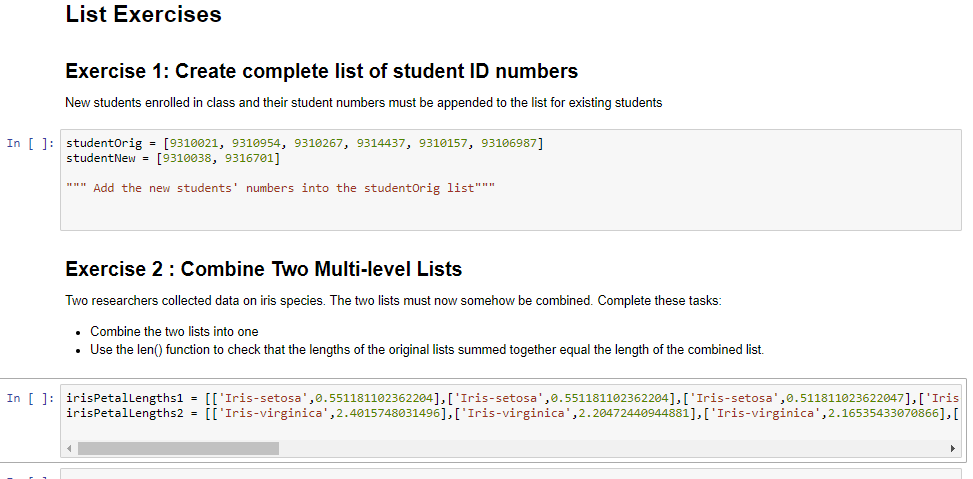 List Exercises
Exercise 1: Create complete list of student ID numbers
New students enrolled in class and their student numbers must be appended to the list for existing students
In [ ]: studentOrig = [9310021, 9310954, 9310267, 9314437, 9310157, 93106987]
studentNew = [9310038, 9316701]
""" Add the new students' numbers into the studentOrig list"""
Exercise 2 : Combine Two Multi-level Lists
Two researchers collected data on iris species. The two lists must now somehow be combined. Complete these tasks:
• Combine the two lists into one
• Use the len() function to check that the lengths of the original lists summed together equal the length of the combined list.
In [ ]: irisPetalLengths1 = [['Iris-setosa',0.551181102362204],['Iris-setosa',0.551181102362204],['Iris-setosa',0.511811023622047],['Iris
irisPetalLengths2 = [['Iris-virginica',2.4015748031496],['Iris-virginica',2.20472440944881],['Iris-virginica',2.16535433070866],[